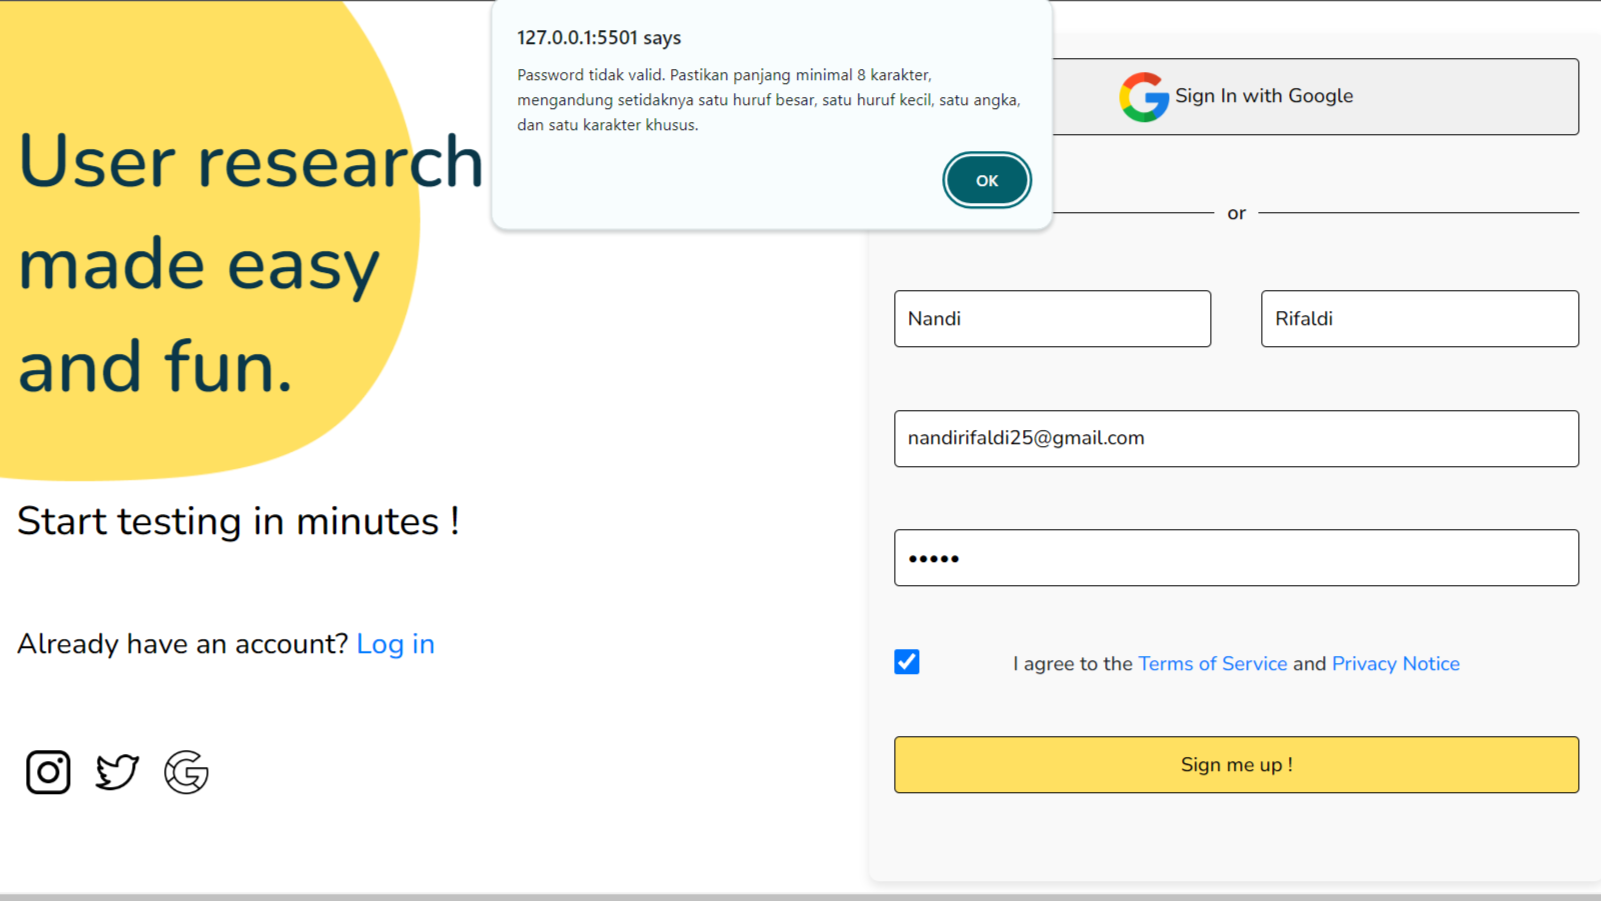 127.0.0.1:5501 says
Password tidak valid. Pastikan panjang minimal 8 karakter,
mengandung setidaknya satu huruf besar, satu huruf kecil, satu angka,
dan satu karakter khusus.
OK
User research
made easy
and fun.
Start testing in minutes !
Already have an account? Log in
Sign In with Google
or
Nandi
Rifaldi
nandirifaldi25@gmail.com
•••••
I agree to the Terms of Service and Privacy Notice
Sign me up !